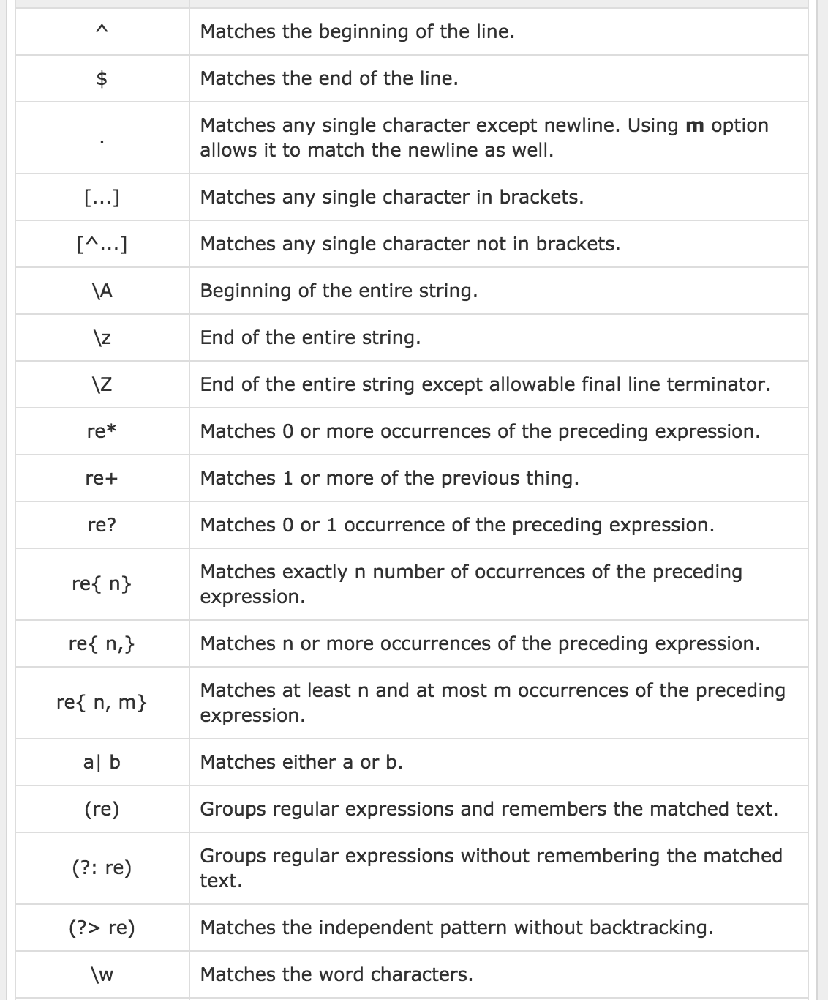 ^
Matches the beginning of the line.
$
Matches the end of the line.
.
Matches any single character except newline. Using m option
allows it to match the newline as well.
[...]
Matches any single character in brackets.
[^...]
Matches any single character not in brackets.
\A
Beginning of the entire string.
\z
End of the entire string.
\Z
End of the entire string except allowable final line terminator.
re*
Matches 0 or more occurrences of the preceding expression.
re+
Matches 1 or more of the previous thing.
re?
Matches 0 or 1 occurrence of the preceding expression.
re{ n}
Matches exactly n number of occurrences of the preceding
expression.
re{ n,}
Matches n or more occurrences of the preceding expression.
re{ n, m}
Matches at least n and at most m occurrences of the preceding
expression.
a| b
Matches either a or b.
(re)
Groups regular expressions and remembers the matched text.
(?: re)
Groups regular expressions without remembering the matched
text.
(?> re)
Matches the independent pattern without backtracking.
\w
Matches the word characters.